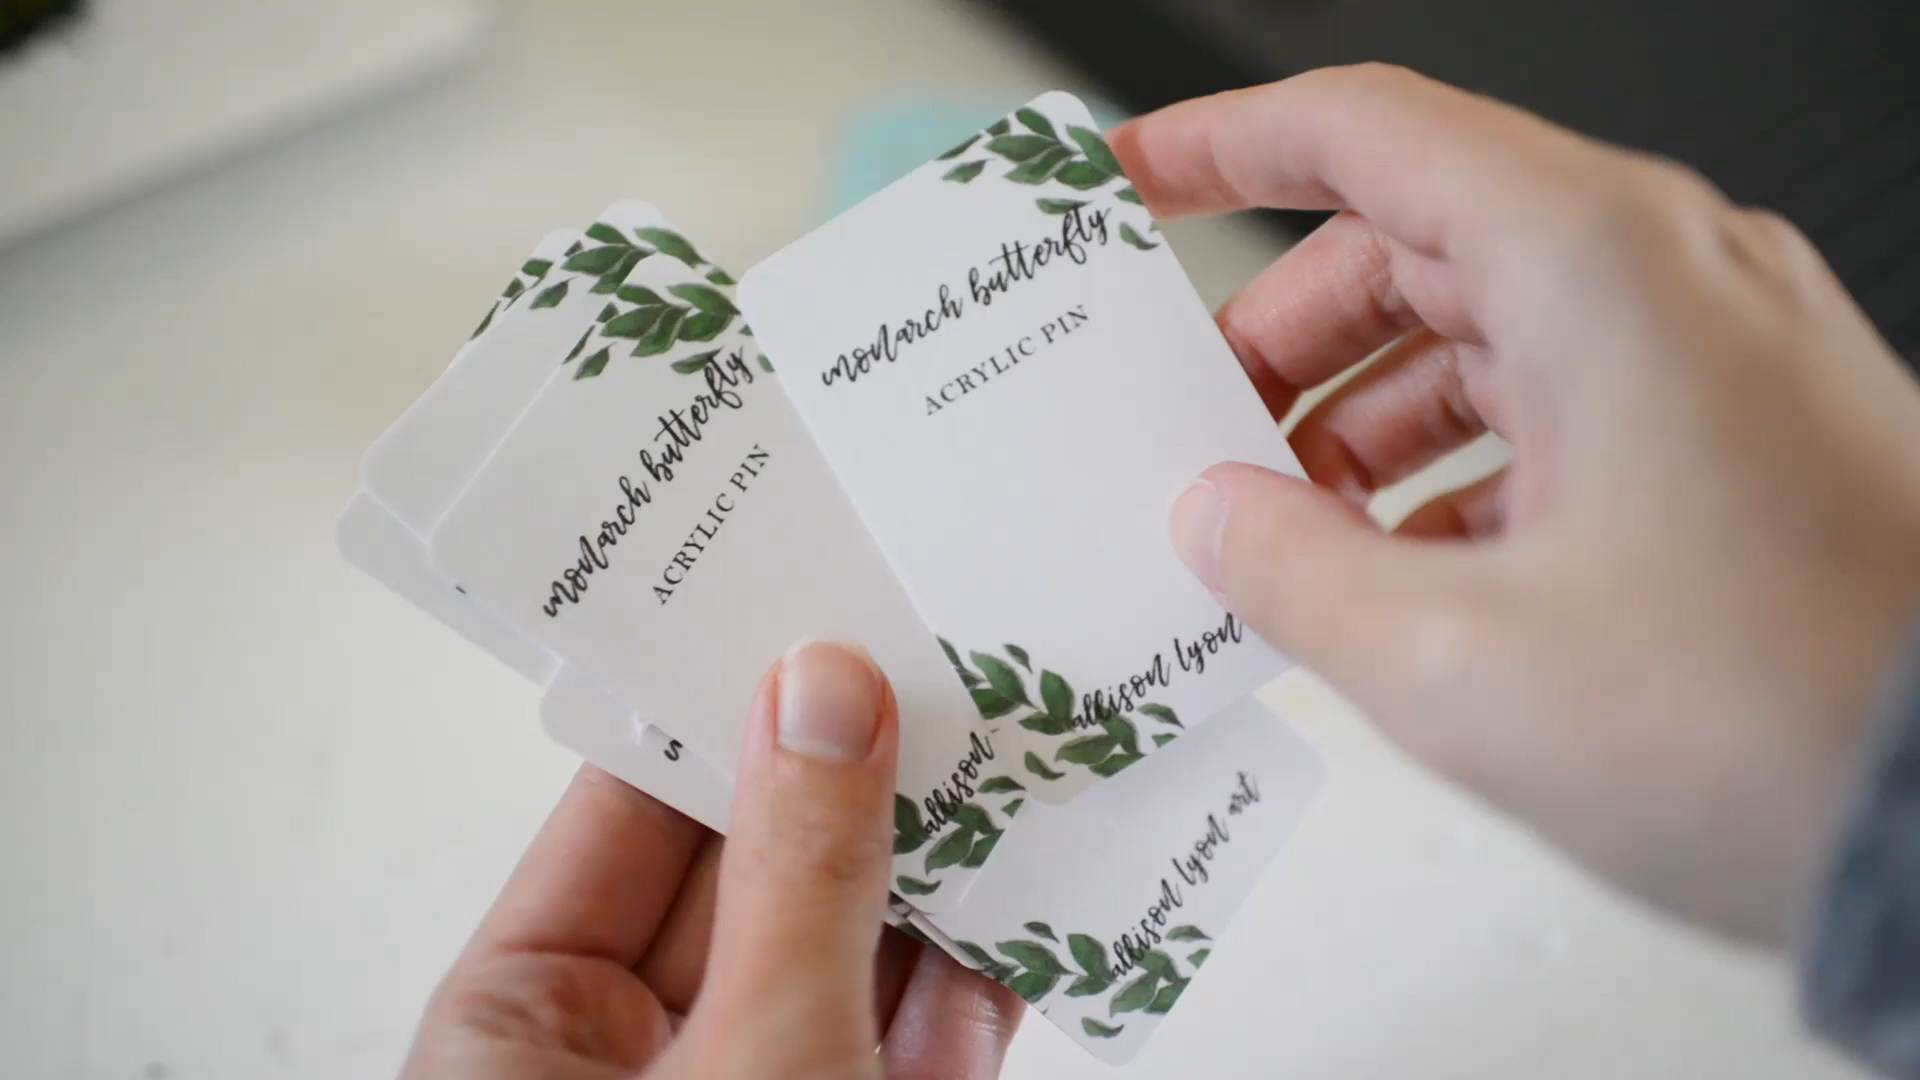 monarch butterfly
ACRYLIC PIN
allison
monarch butterfly
ACRYLIC PIN
allison lyon
allison lyon art